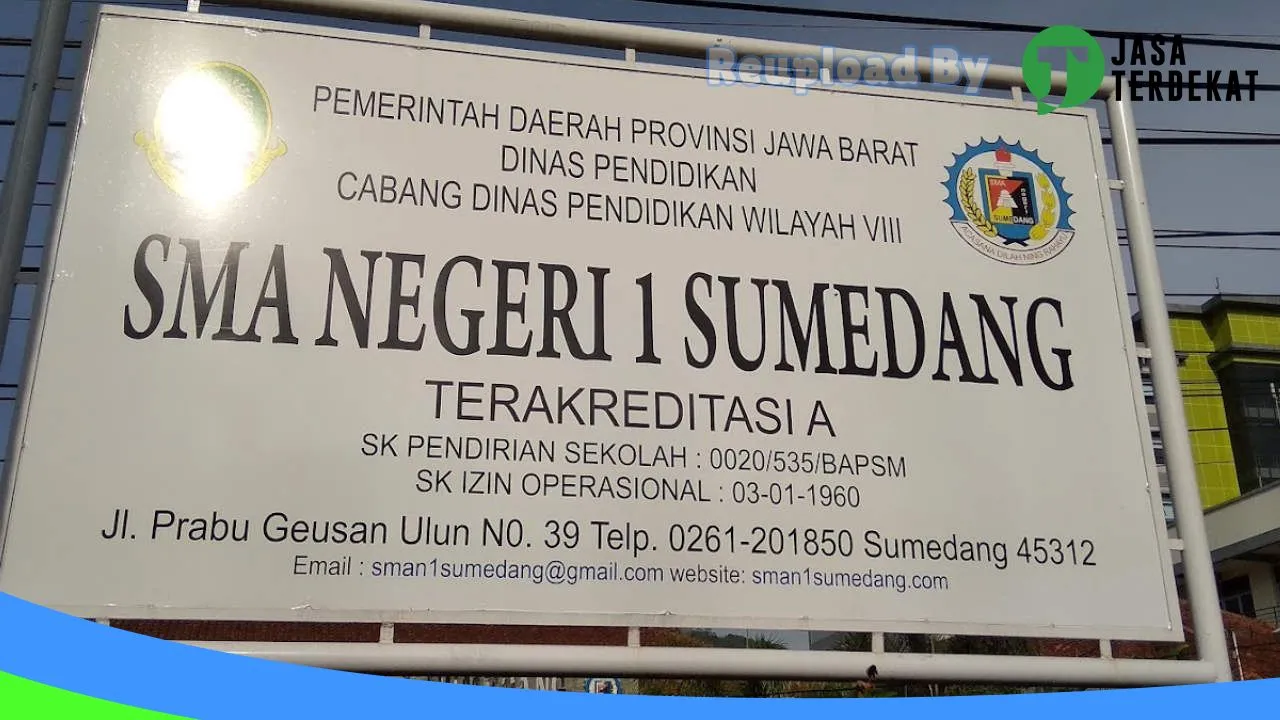 Reupload By
JASA
TERDEKAT
PEMERINTAH DAERAH PROVINSI JAWA BARAT
DINAS PENDIDIKAN
CABANG DINAS PENDIDIKAN WILAYAH VIII
SMA
SUMEDANG
SMA NEGERI 1 SUMEDANG
TERAKREDITASI A
SK PENDIRIAN SEKOLAH : 0020/535/BAPSM
SK IZIN OPERASIONAL : 03-01-1960
Jl. Prabu Geusan Ulun N0. 39 Telp. 0261-201850 Sumedang 45312
Email : sman1sumedang@gmail.com website: sman1sumedang.com